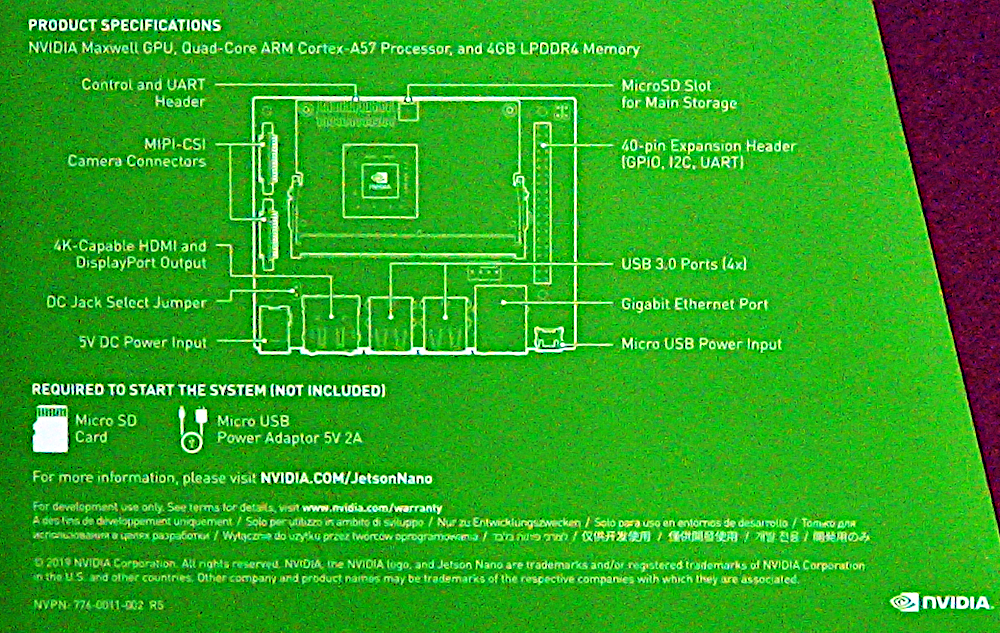 PRODUCT SPECIFICATIONS
NVIDIA Maxwell GPU, Quad-Core ARM Cortex-A57 Processor, and 4GB LPDDR4 Memory
Control and UART
Header
MicroSD Slot
for Main Storage
MIPI-CSI
Camera Connectors
40-pin Expansion Header
(GPIO, I2C, UART)
NVIDIA
4K-Capable HDMI and
DisplayPort Output
USB 3.0 Ports (4x)
DC Jack Select Jumper
Gigabit Ethernet Port
5V DC Power Input
Micro USB Power Input
REQUIRED TO START THE SYSTEM (NOT INCLUDED)
Micro SD
Card
Micro USB
Power Adaptor 5V 2A
For more information, please visit NVIDIA.COM/JetsonNano
For development use only. See terms for details, visit www.nvidia.com/warranty
A des fins de développement uniquement / Solo per utilizzo in ambito di sviluppo / Nur zu Entwicklungszwecken / Solo para uso en entornos de desarrollo / Только для
использования в целях разработки / Wyłącznie do użytku przez twórców oprogramowania / לצורכי פיתוח בלבד / 仅供开发使用 / 僅供開發使用 / 개발 전용 / 開発用のみ
© 2019 NVIDIA Corporation. All rights reserved. NVIDIA, the NVIDIA logo, and Jetson Nano are trademarks and/or registered trademarks of NVIDIA Corporation
in the U.S. and other countries. Other company and product names may be trademarks of the respective companies with which they are associated.
NVPN: 776-0011-002 R5
NVIDIA.